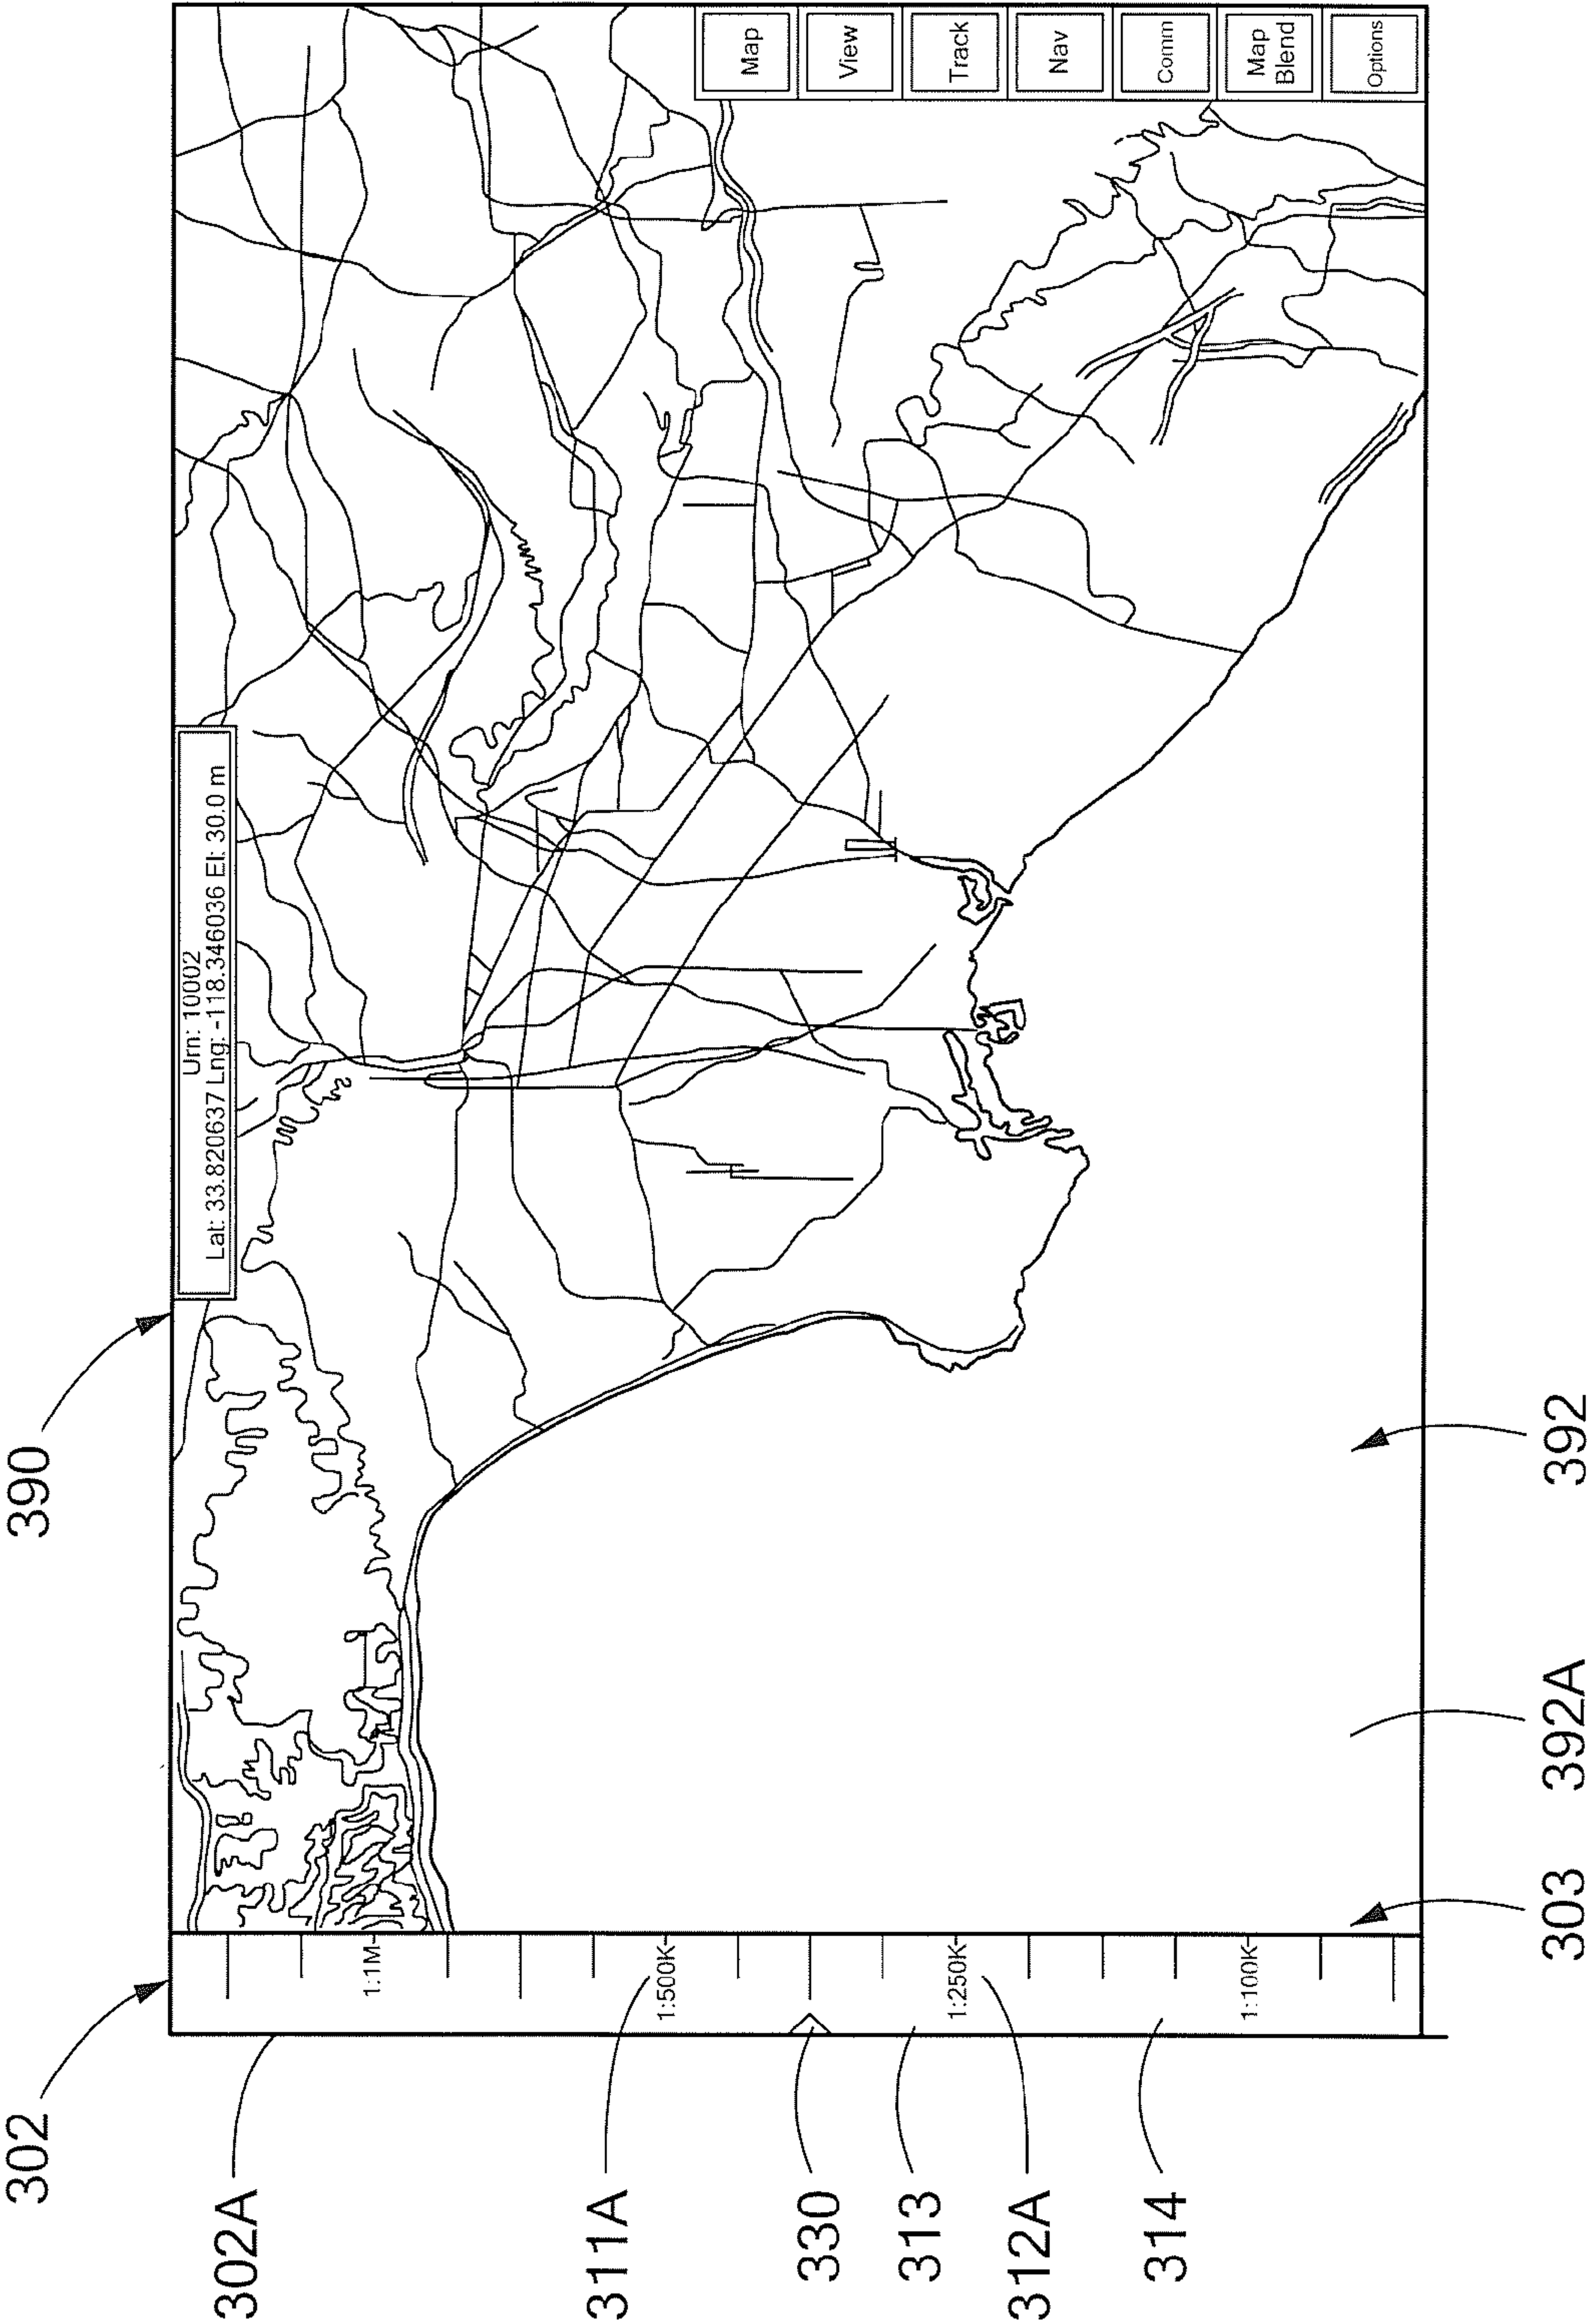 390
302
302A
Urn: 10002
Lat: 33.820637 Lng: -118.346036 El: 30.0 m
1:1M
311A
1:500K
330
313
1:250K
312A
314
1:100K
Map
View
Track
Nav
Comm
Map
Blend
Options
303
392A
392